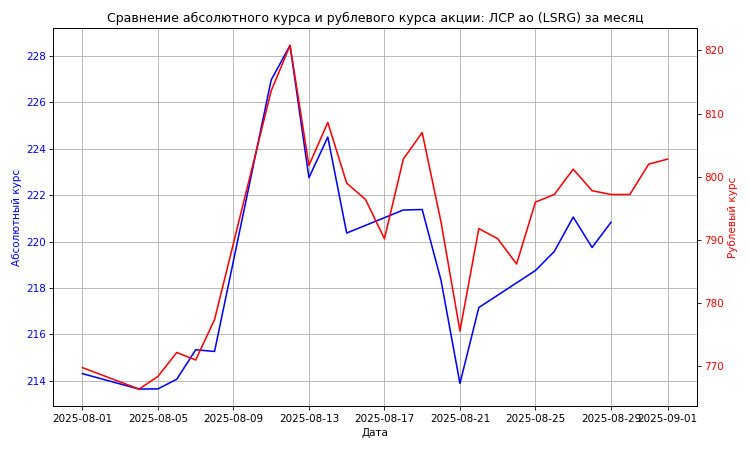 Сравнение абсолютного курса и рублевого курса акции: ЛСР ао (LSRG) за месяц
228
226
224
222
220
218
216
214
Абсолютный курс
820
810
800
790
780
770
Рублевый курс
2025-08-01 2025-08-05 2025-08-09 2025-08-13 2025-08-17 2025-08-21 2025-08-25 2025-08-29 2025-09-01
Дата